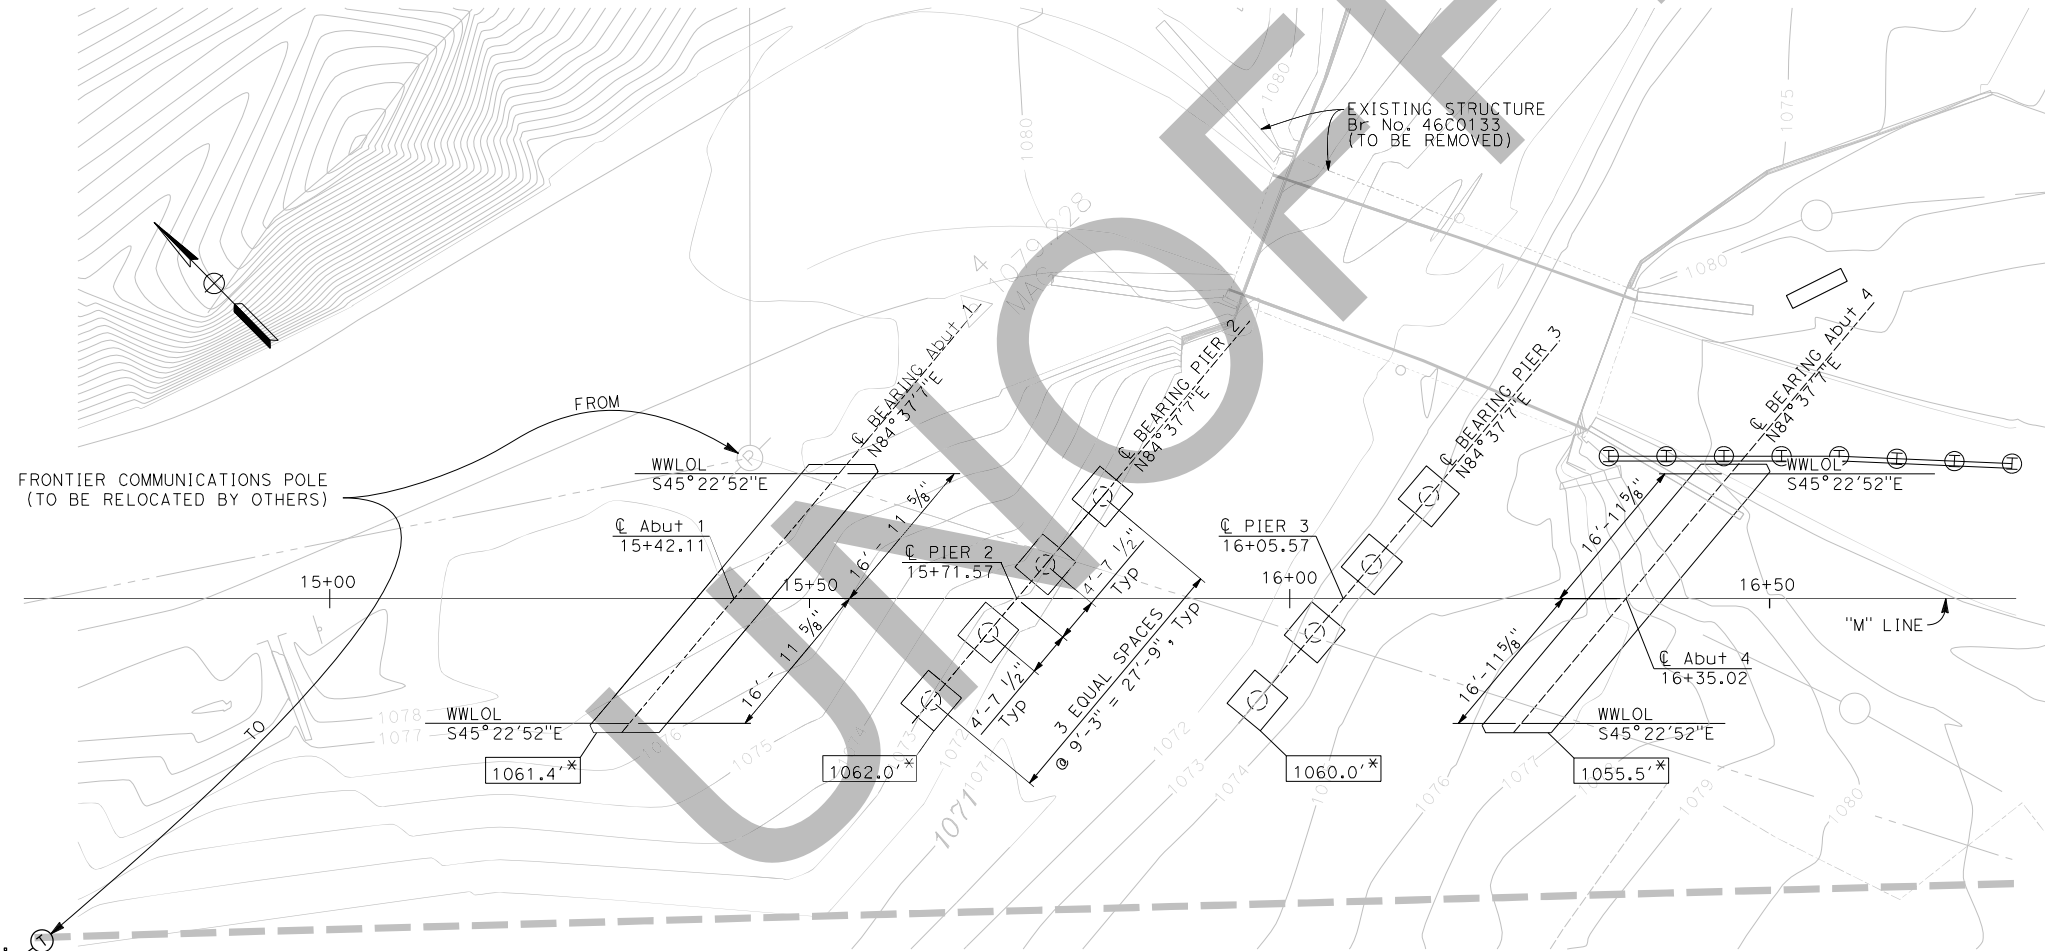 EXISTING STRUCTURE
Br No. 46C0133
(TO BE REMOVED)
1080
1080
1075
1080
4
1079.228
MAG
℄ BEARING Abut 1
N84°37'7"E
℄ BEARING PIER 2
N84°37'7"E
℄ BEARING PIER 3
N84°37'7"E
℄ BEARING Abut 4
N84°37'7"E
FROM
FRONTIER COMMUNICATIONS POLE
(TO BE RELOCATED BY OTHERS)
P
WWLOL
S45°22'52"E
WWLOL
S45°22'52"E
℄ Abut 1
15+42.11
℄ PIER 2
15+71.57
℄ PIER 3
16+05.57
15+00
15+50
16+00
16+50
16'-11 5/8"
16'-11 5/8"
4'-7 1/2"
TYP
4'-7 1/2"
TYP
3 EQUAL SPACES
@ 9'-3" = 27'-9", TYP
16'-11 5/8"
16'-11 5/8"
"M" LINE
℄ Abut 4
16+35.02
TO
WWLOL
S45°22'52"E
WWLOL
S45°22'52"E
1078
1077
1076
1075
1073
1072
1071
1071
1072
1073
1074
1076
1077
1079
1080
1061.4'*
1062.0'*
1060.0'*
1055.5'*